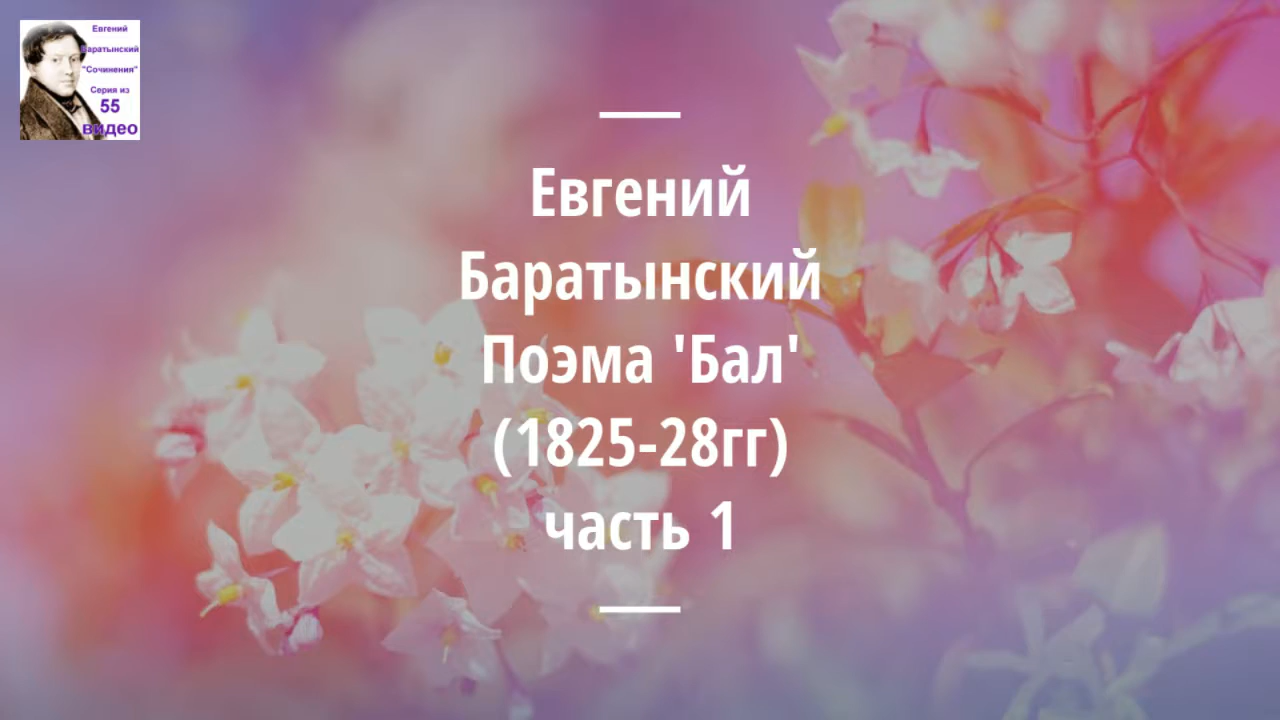 Евгений
Баратынский
"Сочинения"
Серия из
55
видео
Евгений
Баратынский
Поэма 'Бал'
(1825-28гг)
часть 1